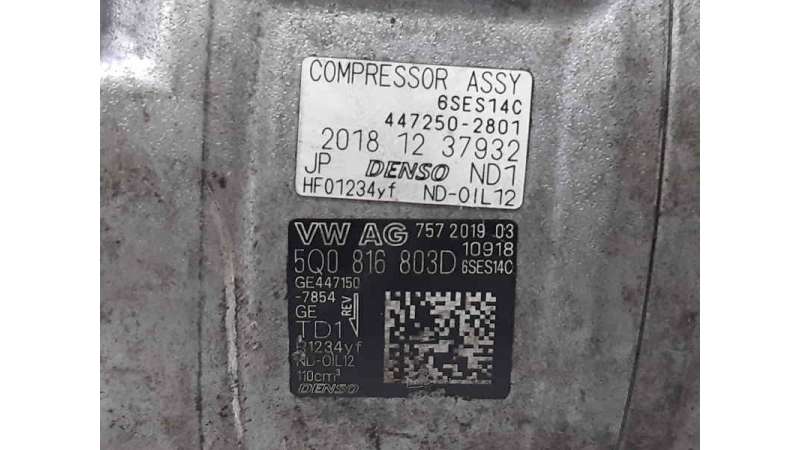 COMPRESSOR ASSY
6SES14C
447250-2801
2018 12 37932
JP DENSO ND1
HF01234yf ND-OIL12
VW AG 757 2019 03
10918
5Q0 816 803D 6SES14C
GE447150
-7854
GE REV
TD1
R1234yf
ND-OIL12
110cm³
DENSO